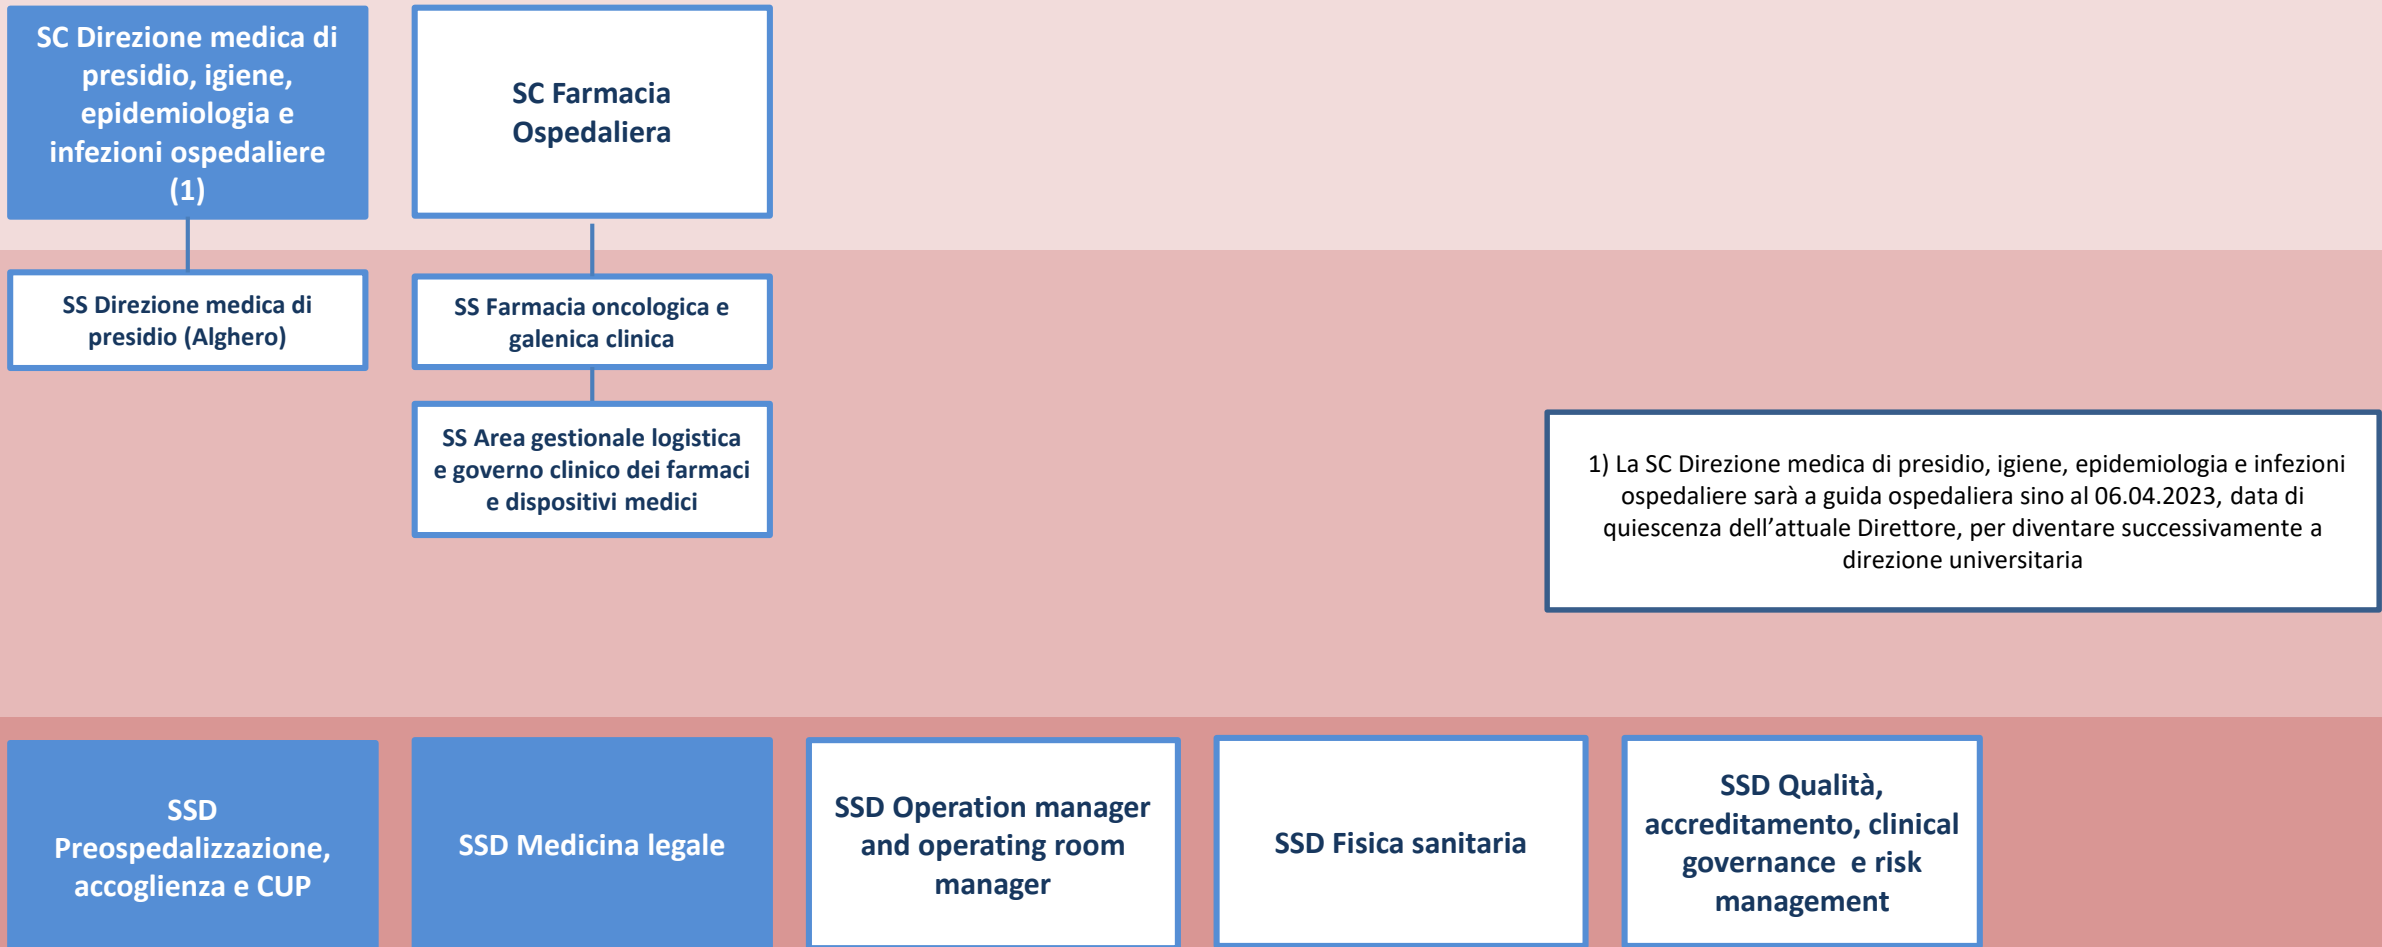 SC Direzione medica di
presidio, igiene,
epidemiologia e
infezioni ospedaliere
(1)
SC Farmacia
Ospedaliera
SS Direzione medica di
presidio (Alghero)
SS Farmacia oncologica e
galenica clinica
SS Area gestionale logistica
e governo clinico dei farmaci
e dispositivi medici
1) La SC Direzione medica di presidio, igiene, epidemiologia e infezioni
ospedaliere sarà a guida ospedaliera sino al 06.04.2023, data di
quiescenza dell’attuale Direttore, per diventare successivamente a
direzione universitaria
SSD
Preospedalizzazione,
accoglienza e CUP
SSD Medicina legale
SSD Operation manager
and operating room
manager
SSD Fisica sanitaria
SSD Qualità,
accreditamento, clinical
governance e risk
management